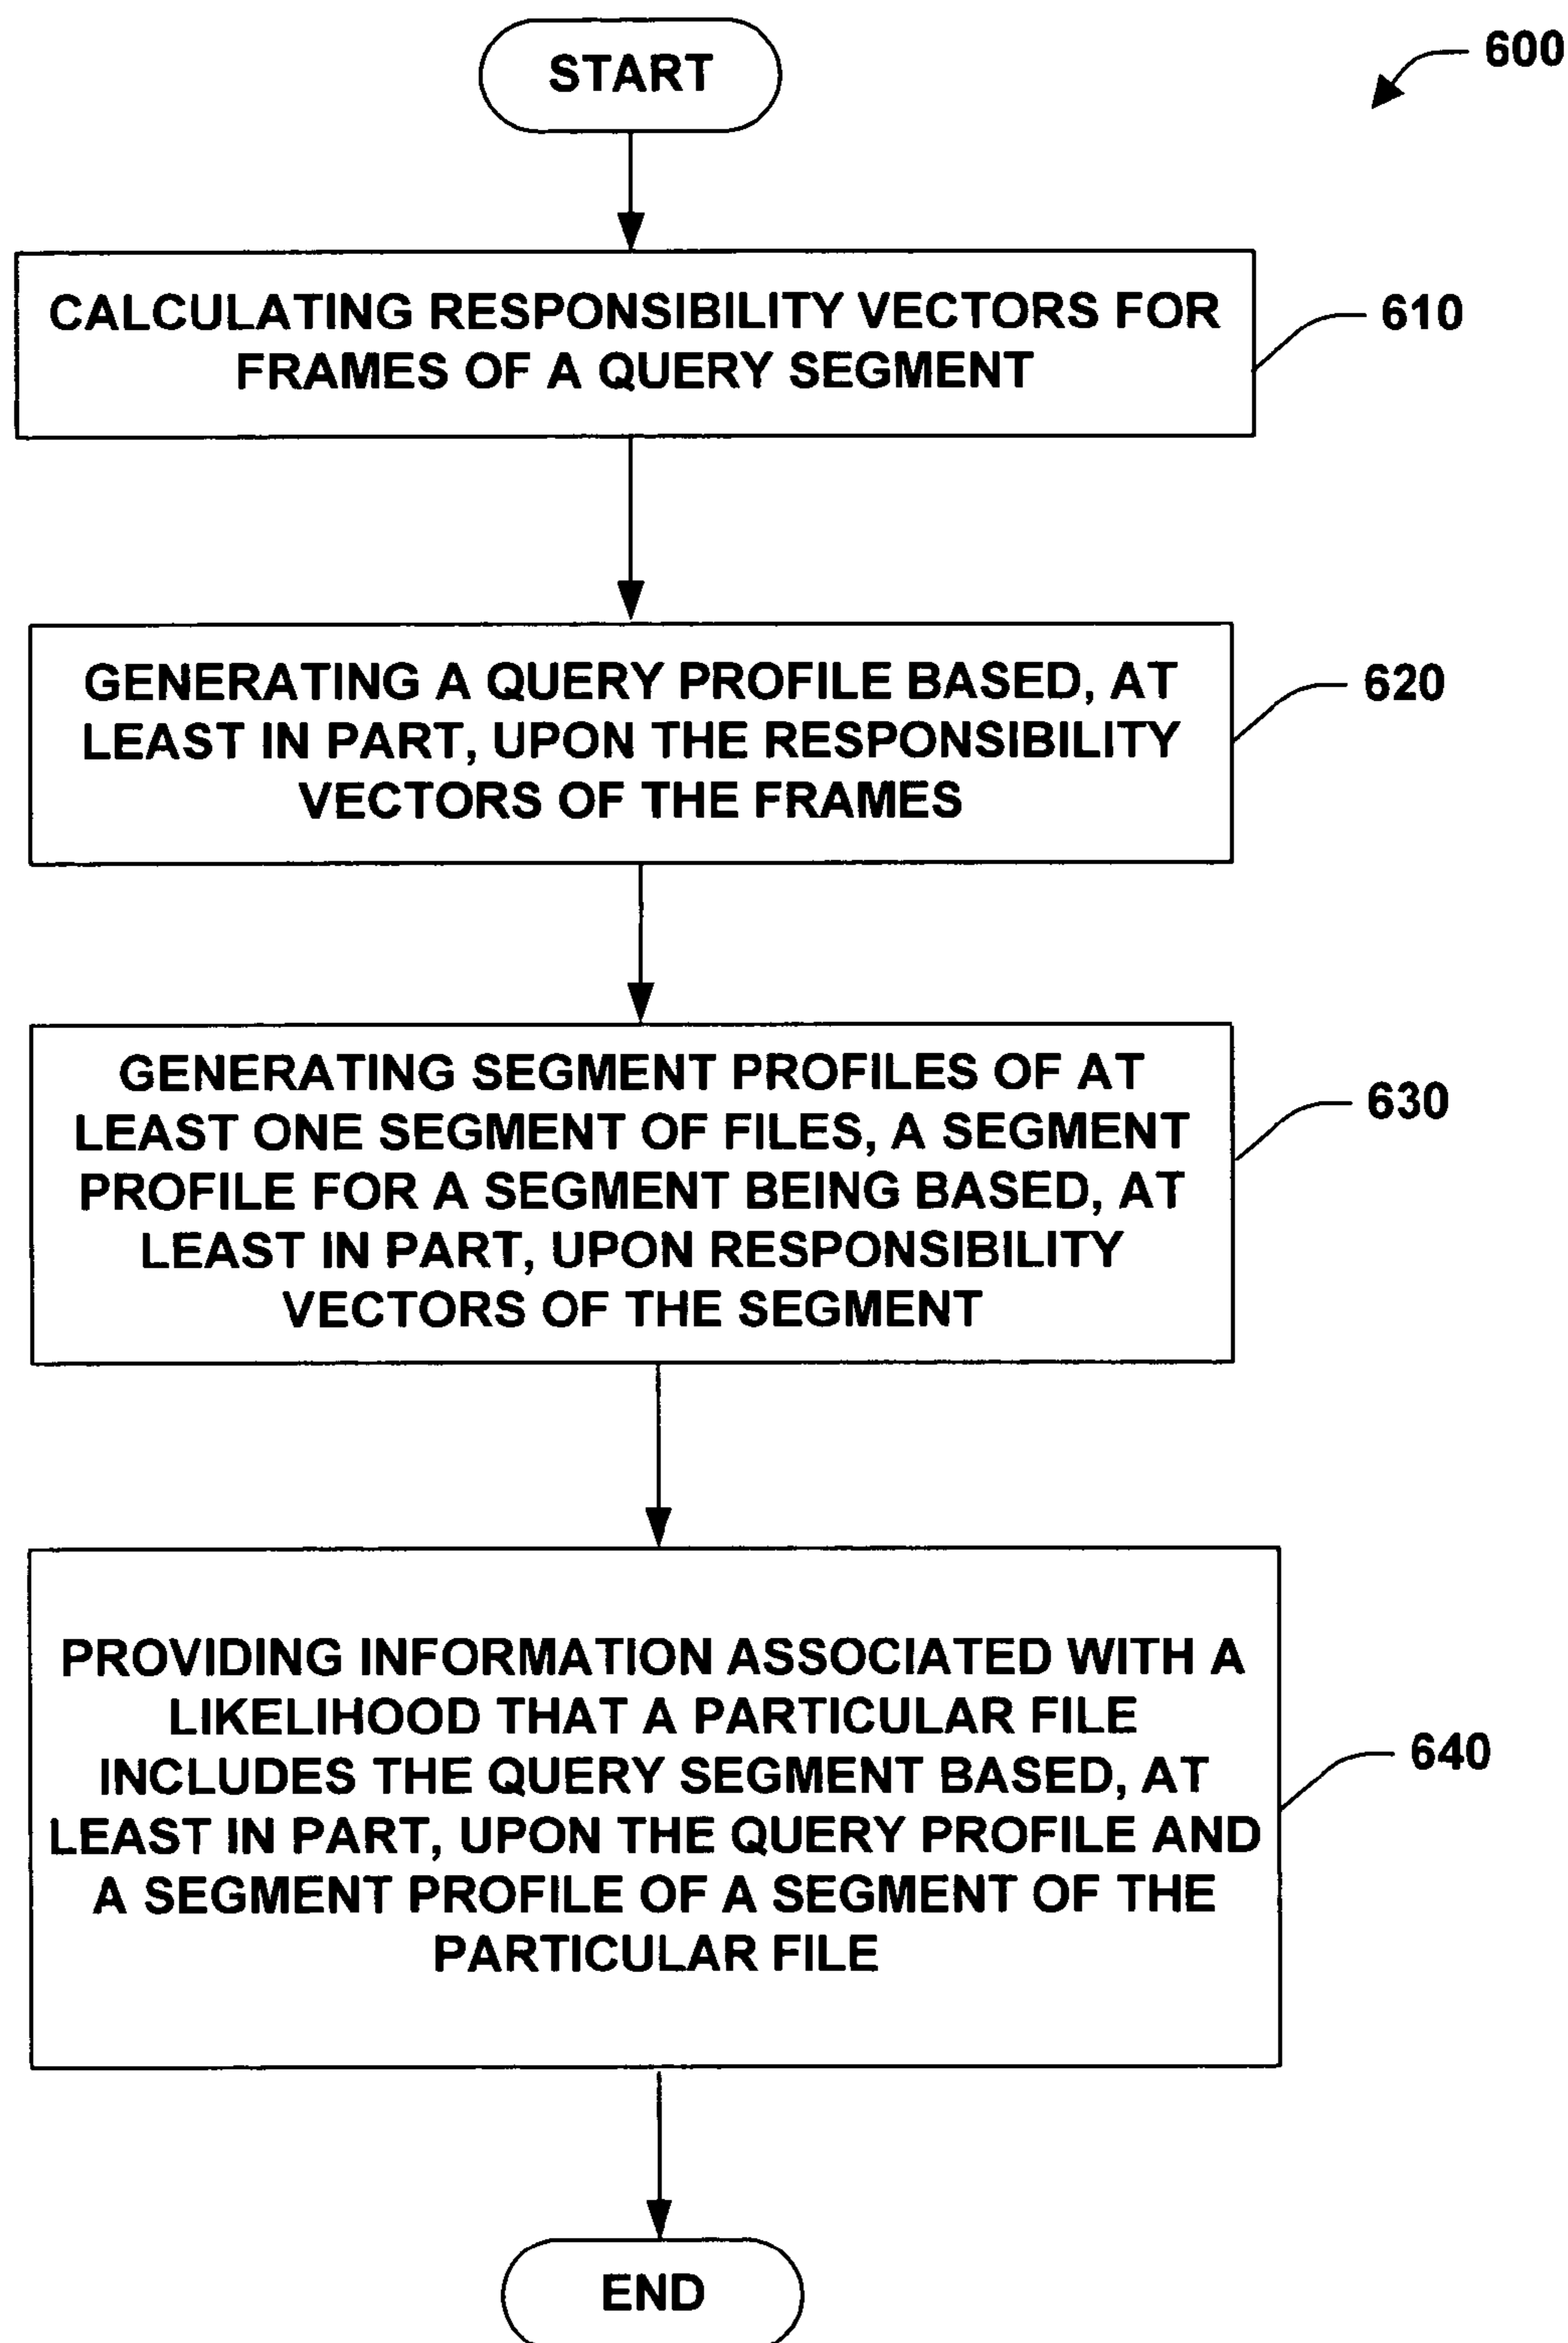 START
600
CALCULATING RESPONSIBILITY VECTORS FOR
FRAMES OF A QUERY SEGMENT
610
GENERATING A QUERY PROFILE BASED, AT
LEAST IN PART, UPON THE RESPONSIBILITY
VECTORS OF THE FRAMES
620
GENERATING SEGMENT PROFILES OF AT
LEAST ONE SEGMENT OF FILES, A SEGMENT
PROFILE FOR A SEGMENT BEING BASED, AT
LEAST IN PART, UPON RESPONSIBILITY
VECTORS OF THE SEGMENT
630
PROVIDING INFORMATION ASSOCIATED WITH A
LIKELIHOOD THAT A PARTICULAR FILE
INCLUDES THE QUERY SEGMENT BASED, AT
LEAST IN PART, UPON THE QUERY PROFILE AND
A SEGMENT PROFILE OF A SEGMENT OF THE
PARTICULAR FILE
640
END